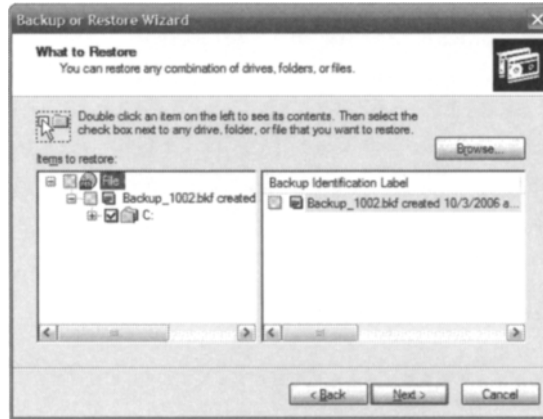 Backup or Restore Wizard
What to Restore
You can restore any combination of drives, folders, or files.
Double click an item on the left to see its contents. Then select the
check box next to any drive, folder, or file that you want to restore.
Browse...
Items to restore:
File
Backup_1002.bkf created
C:
Backup Identification Label
Backup_1002.bkf created 10/3/2006 a...
< Back
Next >
Cancel